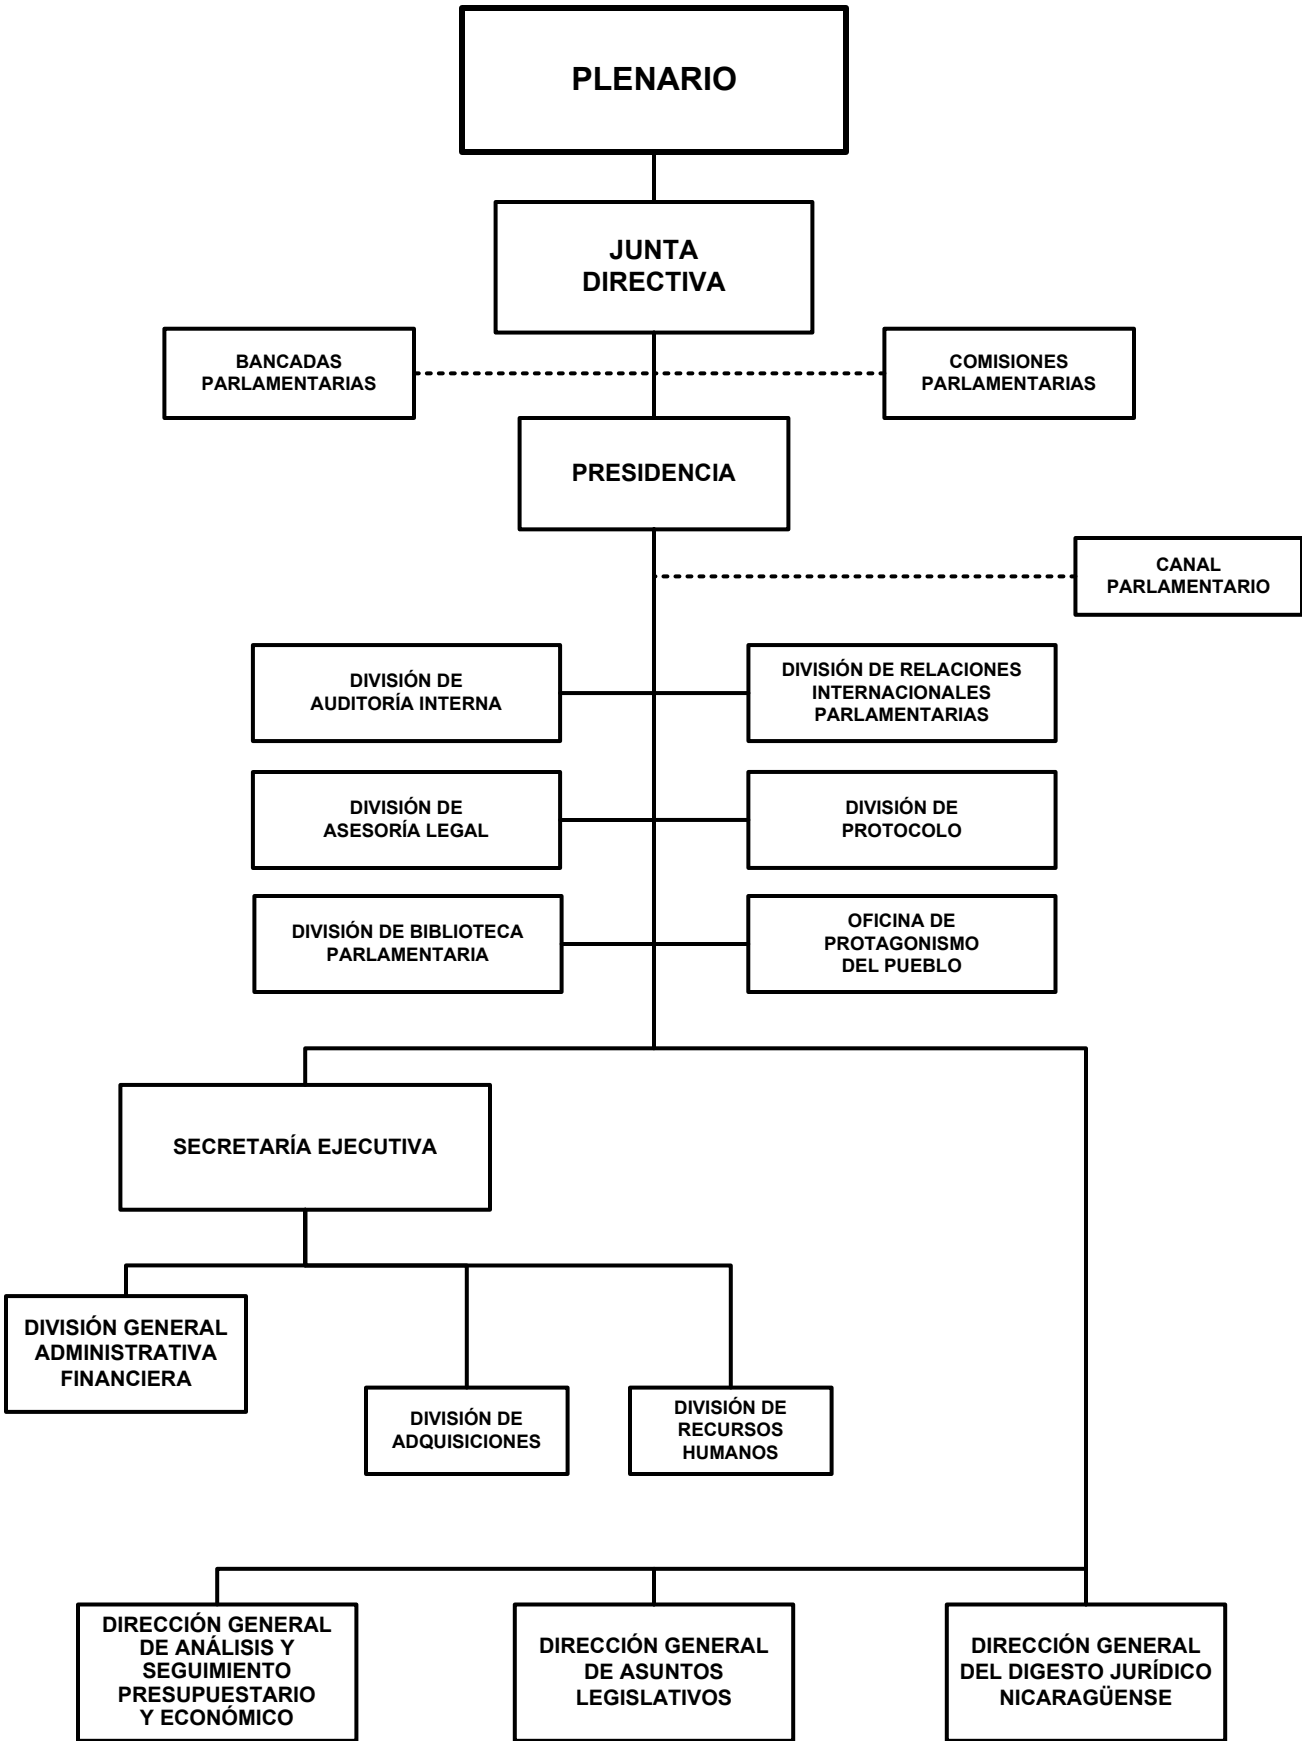 PLENARIO
JUNTA
DIRECTIVA
BANCADAS
PARLAMENTARIAS
COMISIONES
PARLAMENTARIAS
PRESIDENCIA
CANAL
PARLAMENTARIO
DIVISIÓN DE
AUDITORÍA INTERNA
DIVISIÓN DE RELACIONES
INTERNACIONALES
PARLAMENTARIAS
DIVISIÓN DE
ASESORÍA LEGAL
DIVISIÓN DE
PROTOCOLO
DIVISIÓN DE BIBLIOTECA
PARLAMENTARIA
OFICINA DE
PROTAGONISMO
DEL PUEBLO
SECRETARÍA EJECUTIVA
DIVISIÓN GENERAL
ADMINISTRATIVA
FINANCIERA
DIVISIÓN DE
ADQUISICIONES
DIVISIÓN DE
RECURSOS
HUMANOS
DIRECCIÓN GENERAL
DE ANÁLISIS Y
SEGUIMIENTO
PRESUPUESTARIO
Y ECONÓMICO
DIRECCIÓN GENERAL
DE ASUNTOS
LEGISLATIVOS
DIRECCIÓN GENERAL
DEL DIGESTO JURÍDICO
NICARAGÜENSE